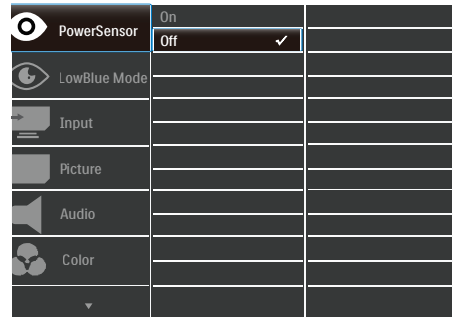 PowerSensor
On
Off
LowBlue Mode
Input
Picture
Audio
Color